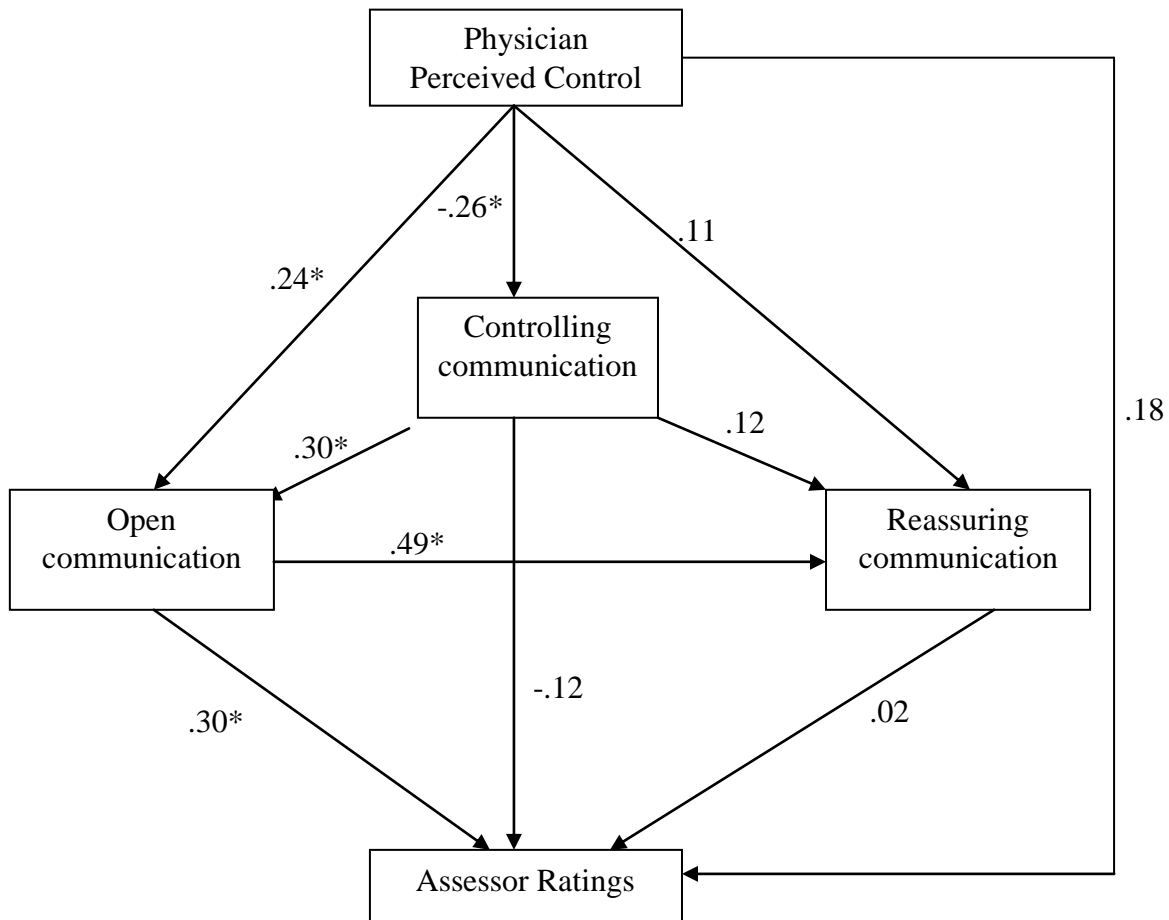 Physician
Perceived Control
-.26*
.11
.24*
Controlling
communication
.18
.30*
.12
Open
communication
.49*
Reassuring
communication
.30*
-.12
.02
Assessor Ratings